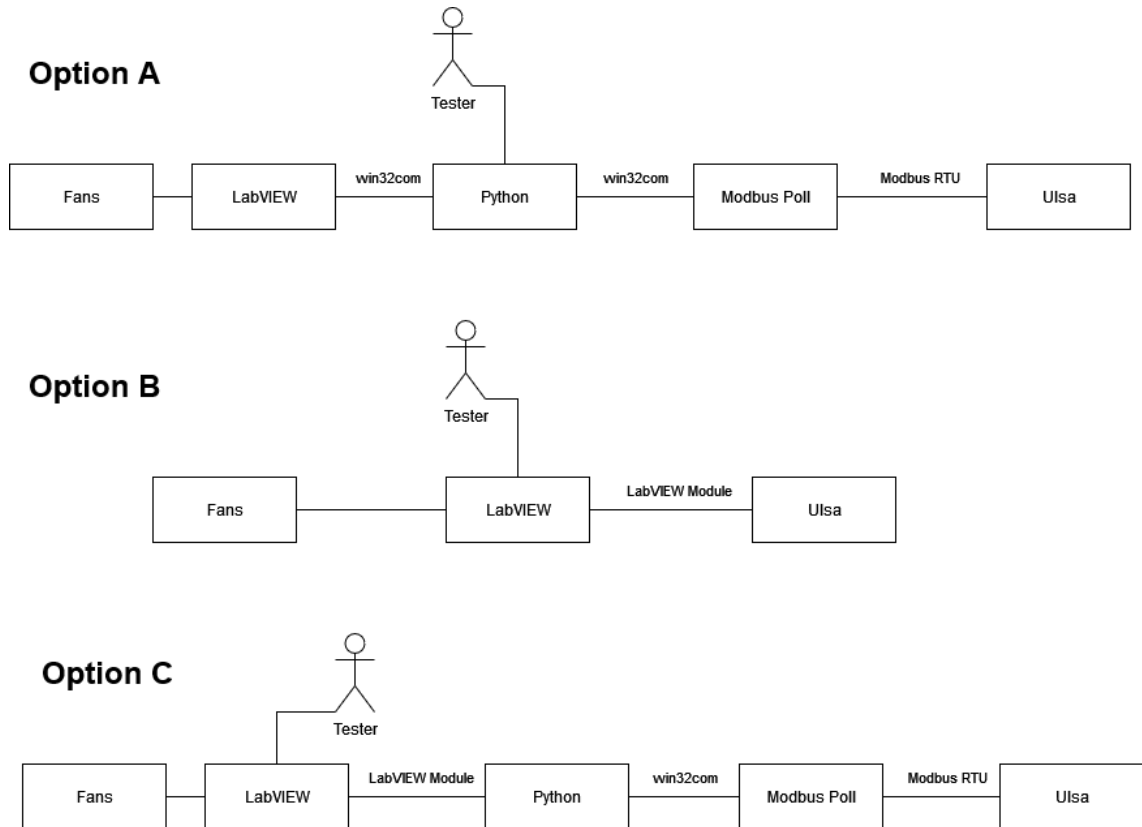 Option A
Tester
Fans
LabVIEW
win32com
Python
win32com
Modbus Poll
Modbus RTU
Ulsa
Option B
Tester
Fans
LabVIEW
LabVIEW Module
Ulsa
Option C
Tester
Fans
LabVIEW
LabVIEW Module
Python
win32com
Modbus Poll
Modbus RTU
Ulsa